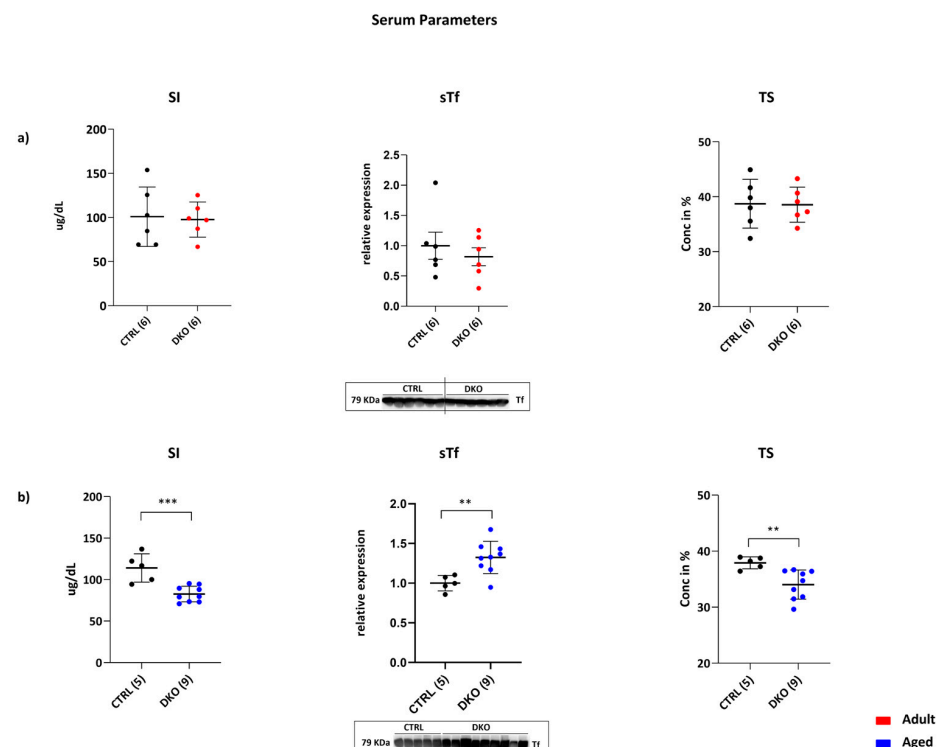 Serum Parameters
SI
sTf
TS
a)
200
150
100
50
0
ug/dL
CTRL (6)
DKO (6)
2.5
2.0
1.5
1.0
0.5
0.0
relative expression
CTRL (6)
DKO (6)
50
40
30
20
Conc in %
CTRL (6)
DKO (6)
CTRL
DKO
79 KDa
Tf
SI
sTf
TS
b)
200
150
100
50
0
ug/dL
***
CTRL (5)
DKO (9)
2.0
1.5
1.0
0.5
0.0
relative expression
**
CTRL (5)
DKO (9)
50
40
30
20
Conc in %
**
CTRL (5)
DKO (9)
CTRL
DKO
79 KDa
Tf
Adult
Aged